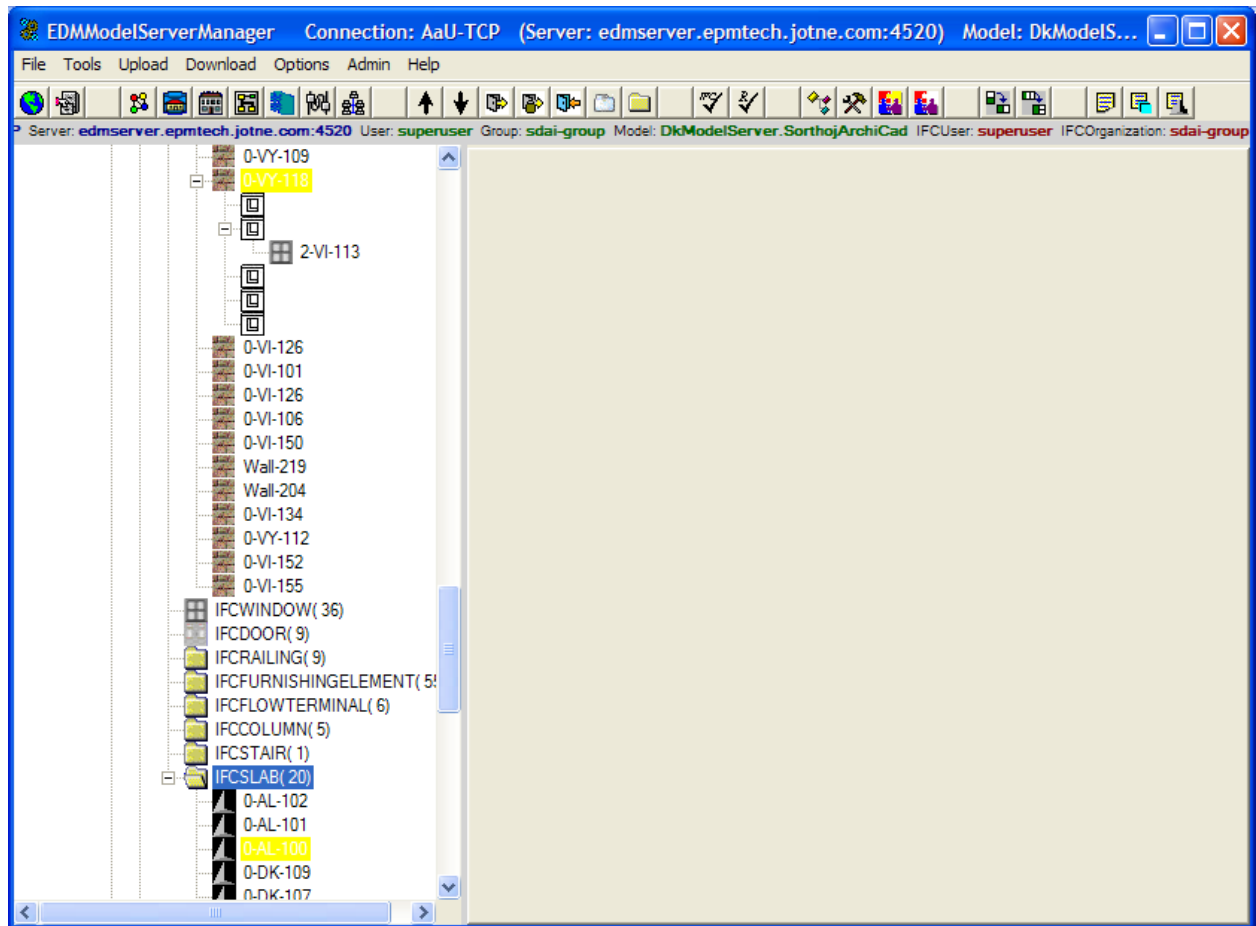 EDMModelServerManager Connection: AaU-TCP (Server: edmserver.epmtech.jotne.com:4520) Model: DkModelS...
File Tools Upload Download Options Admin Help
P Server: edmserver.epmtech.jotne.com:4520 User: superuser Group: sdai-group Model: DkModelServer.SorthojArchiCad IFCUser: superuser IFCOrganization: sdai-group
0-VY-109
0-VY-118
2-VI-113
0-VI-126
0-VI-101
0-VI-126
0-VI-106
0-VI-150
Wall-219
Wall-204
0-VI-134
0-VY-112
0-VI-152
0-VI-155
IFCWINDOW( 36)
IFCDOOR( 9)
IFCRAILING( 9)
IFCFURNISHINGELEMENT( 5
IFCFLOWTERMINAL( 6)
IFCCOLUMN( 5)
IFCSTAIR( 1)
IFCSLAB( 20)
0-AL-102
0-AL-101
0-AL-100
0-DK-109
0-DK-107